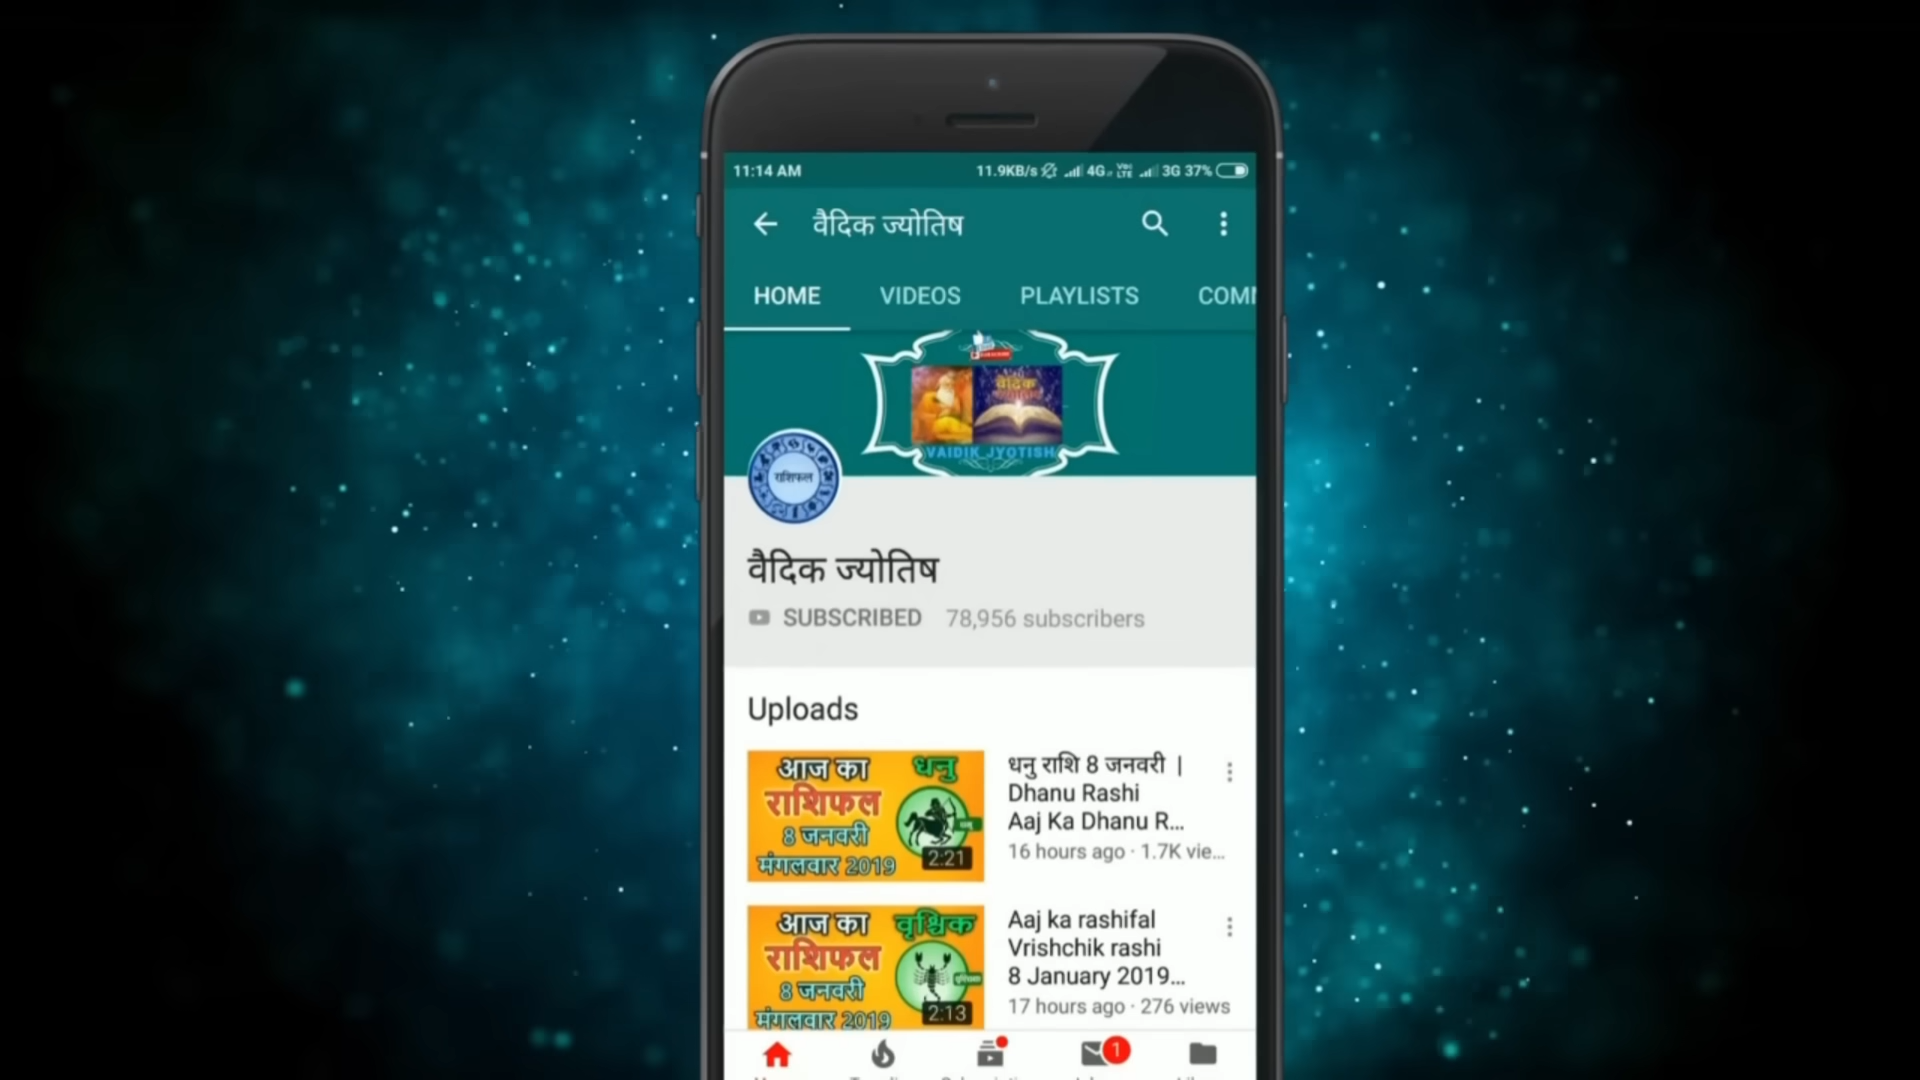 11:14 AM 11.9KB/s 4G VoLTE 3G 37%
वैदिक ज्योतिष
HOME VIDEOS PLAYLISTS COMM
वैदिक
VAIDIK JYOTISH
राशिफल
वैदिक ज्योतिष
SUBSCRIBED 78,956 subscribers
Uploads
आज का धनु
राशिफल
8 जनवरी
मंगलवार 2019
2:21
धनु राशि 8 जनवरी |
Dhanu Rashi
Aaj Ka Dhanu R...
16 hours ago · 1.7K vie...
आज का वृश्चिक
राशिफल
8 जनवरी
मंगलवार 2019
2:13
Aaj ka rashifal
Vrishchik rashi
8 January 2019...
17 hours ago · 276 views
1